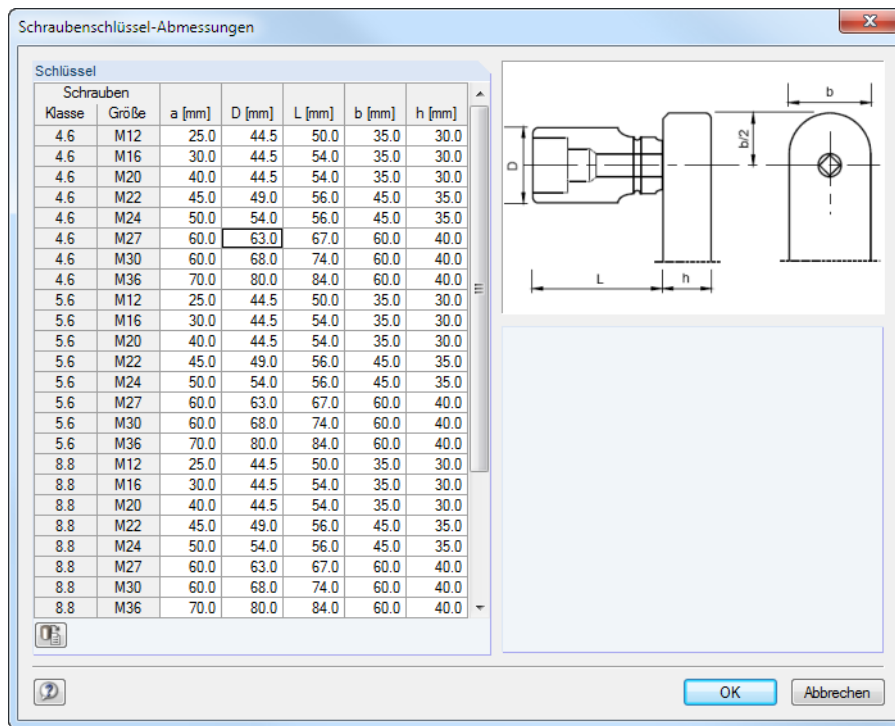 Schraubenschlüssel-Abmessungen
Schlüssel
Schrauben
Klasse Größe a [mm] D [mm] L [mm] b [mm] h [mm]
4.6 M12 25.0 44.5 50.0 35.0 30.0
4.6 M16 30.0 44.5 54.0 35.0 30.0
4.6 M20 40.0 44.5 54.0 35.0 30.0
4.6 M22 45.0 49.0 56.0 45.0 35.0
4.6 M24 50.0 54.0 56.0 45.0 35.0
4.6 M27 60.0 63.0 67.0 60.0 40.0
4.6 M30 60.0 68.0 74.0 60.0 40.0
4.6 M36 70.0 80.0 84.0 60.0 40.0
5.6 M12 25.0 44.5 50.0 35.0 30.0
5.6 M16 30.0 44.5 54.0 35.0 30.0
5.6 M20 40.0 44.5 54.0 35.0 30.0
5.6 M22 45.0 49.0 56.0 45.0 35.0
5.6 M24 50.0 54.0 56.0 45.0 35.0
5.6 M27 60.0 63.0 67.0 60.0 40.0
5.6 M30 60.0 68.0 74.0 60.0 40.0
5.6 M36 70.0 80.0 84.0 60.0 40.0
8.8 M12 25.0 44.5 50.0 35.0 30.0
8.8 M16 30.0 44.5 54.0 35.0 30.0
8.8 M20 40.0 44.5 54.0 35.0 30.0
8.8 M22 45.0 49.0 56.0 45.0 35.0
8.8 M24 50.0 54.0 56.0 45.0 35.0
8.8 M27 60.0 63.0 67.0 60.0 40.0
8.8 M30 60.0 68.0 74.0 60.0 40.0
8.8 M36 70.0 80.0 84.0 60.0 40.0
b
b/2
D
L h
OK Abbrechen